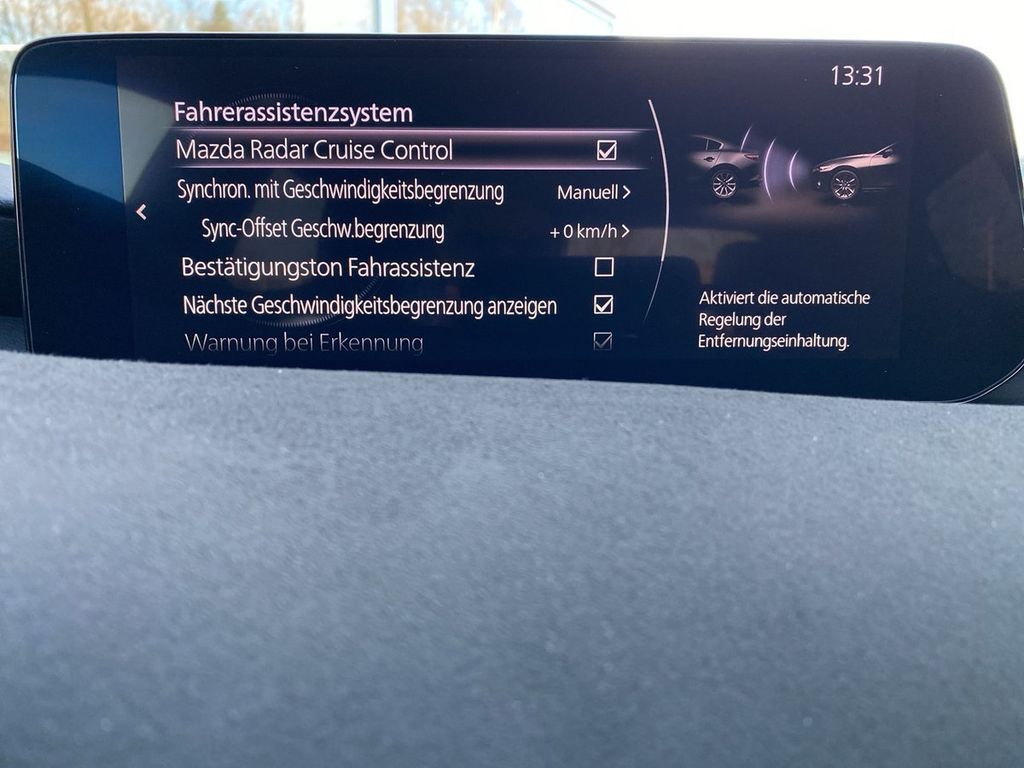 13:31
Fahrerassistenzsystem
Mazda Radar Cruise Control
Synchron. mit Geschwindigkeitsbegrenzung Manuell >
Sync-Offset Geschw.begrenzung + 0 km/h >
Bestätigungston Fahrassistenz
Nächste Geschwindigkeitsbegrenzung anzeigen
Warnung bei Erkennung
Aktiviert die automatische
Regelung der
Entfernungseinhaltung.